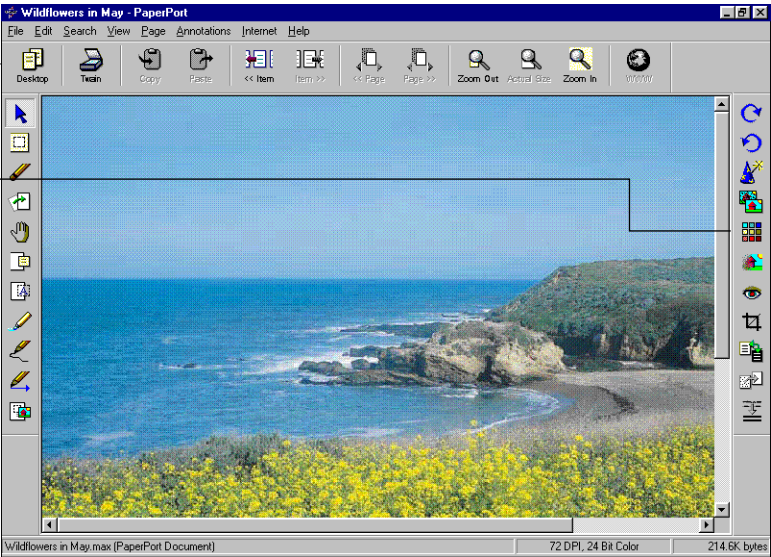 Wildflowers in May - PaperPort
File Edit Search View Page Annotations Internet Help
Desktop Twain Copy Paste << Item Item >> << Page Page >> Zoom Out Actual Size Zoom In WWW
Wildflowers in May.max (PaperPort Document) 72 DPI, 24 Bit Color 214.6K bytes